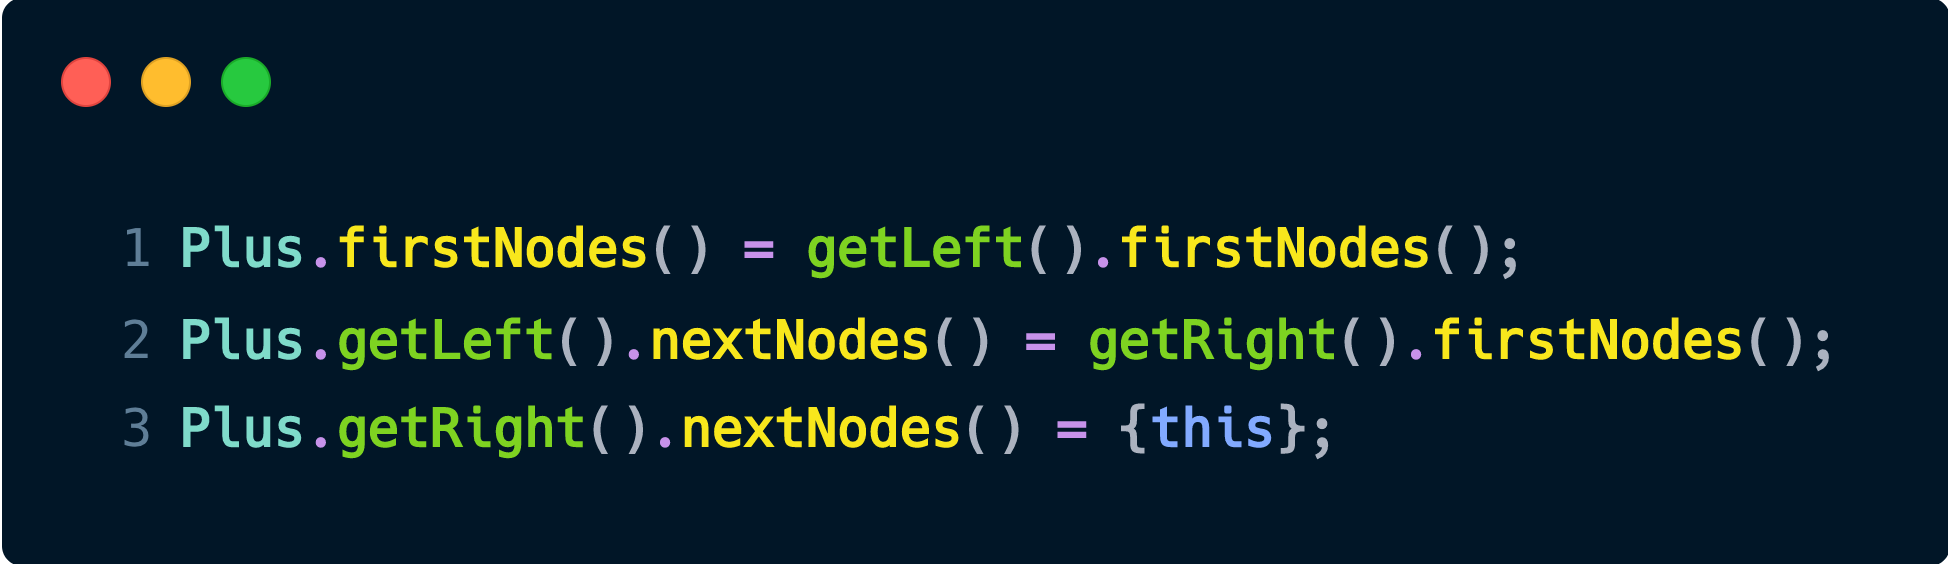 1 Plus.firstNodes() = getLeft().firstNodes();
2 Plus.getLeft().nextNodes() = getRight().firstNodes();
3 Plus.getRight().nextNodes() = {this};